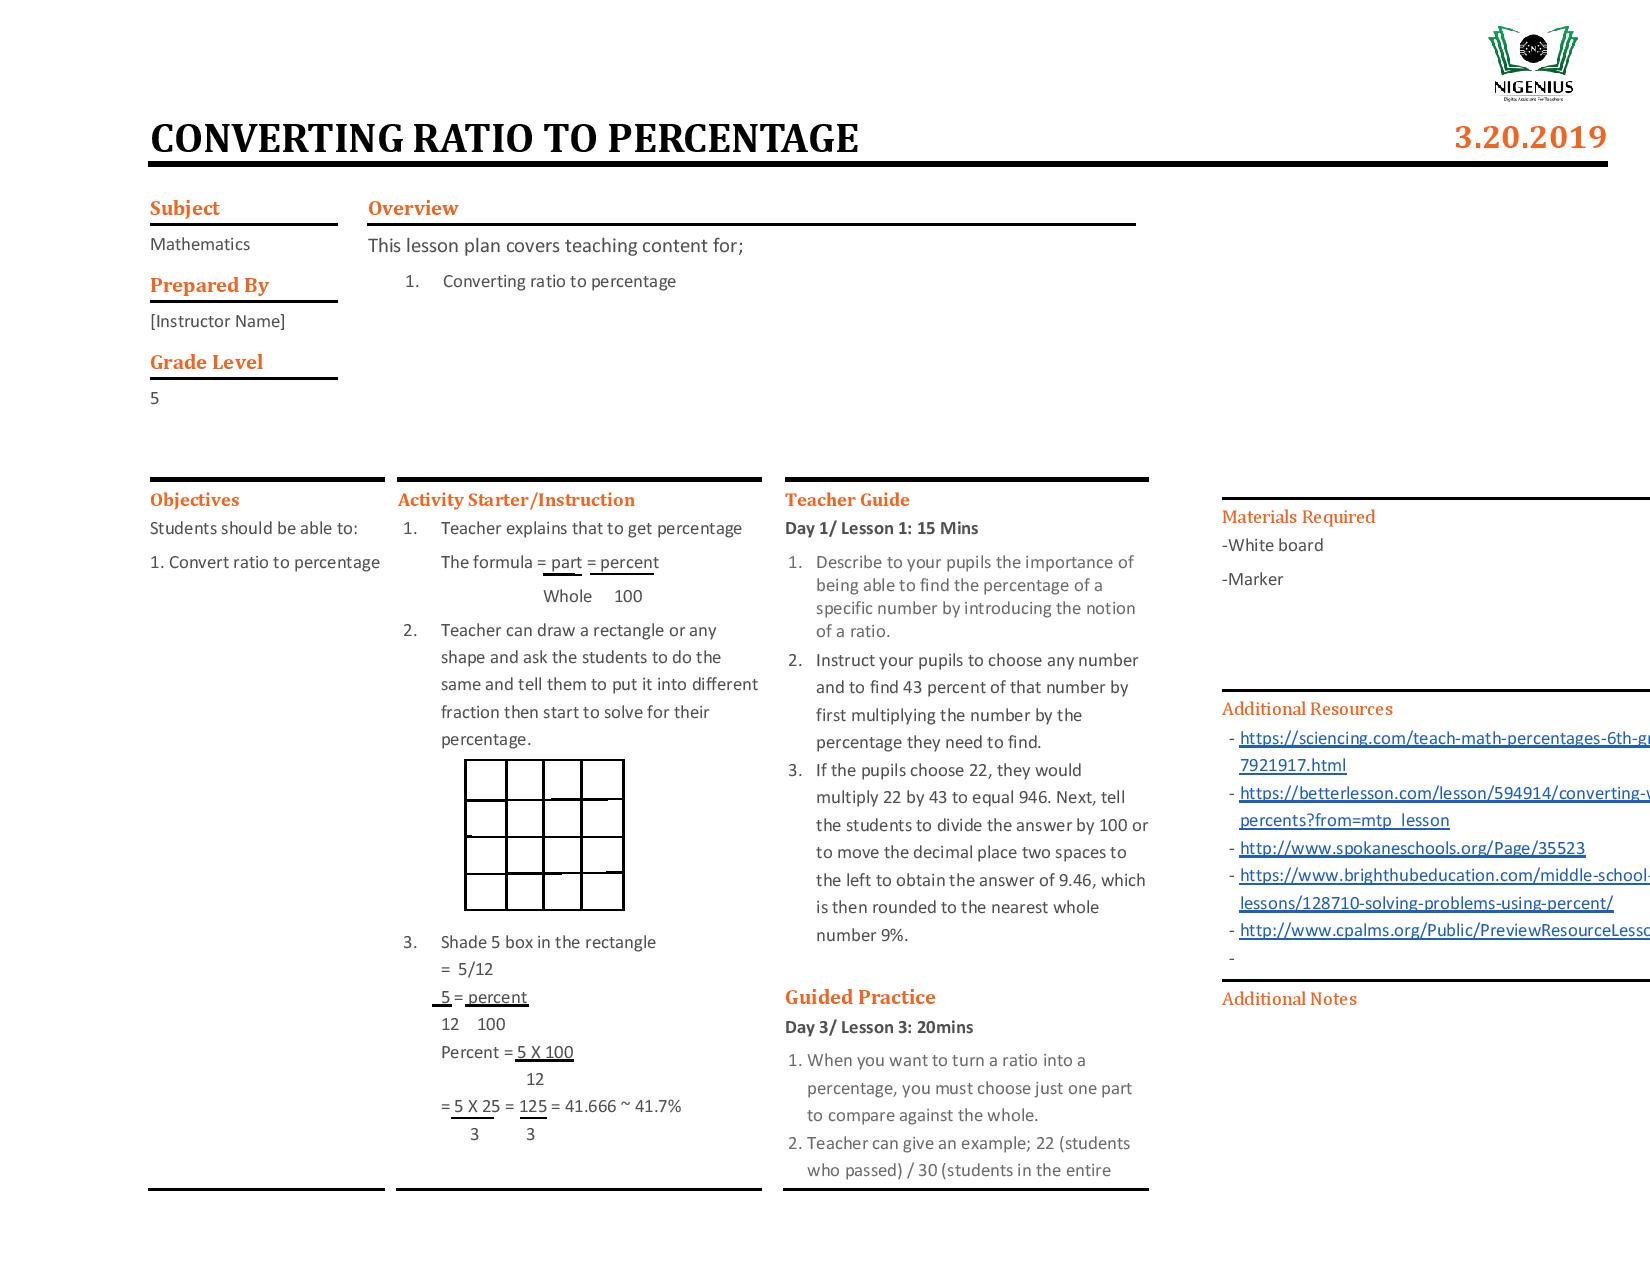 NIGENIUS
Digital Assistant For Teachers
CONVERTING RATIO TO PERCENTAGE
3.20.2019
Subject
Mathematics
Prepared By
[Instructor Name]
Grade Level
5
Overview
This lesson plan covers teaching content for;
1. Converting ratio to percentage
Objectives
Students should be able to:
1. Convert ratio to percentage
Activity Starter/Instruction
1. Teacher explains that to get percentage
The formula = part = percent
Whole 100
2. Teacher can draw a rectangle or any
shape and ask the students to do the
same and tell them to put it into different
fraction then start to solve for their
percentage.
3. Shade 5 box in the rectangle
= 5/12
5 = percent
12 100
Percent = 5 X 100
12
= 5 X 25 = 125 = 41.666 ~ 41.7%
3 3
Teacher Guide
Day 1/ Lesson 1: 15 Mins
1. Describe to your pupils the importance of
being able to find the percentage of a
specific number by introducing the notion
of a ratio.
2. Instruct your pupils to choose any number
and to find 43 percent of that number by
first multiplying the number by the
percentage they need to find.
3. If the pupils choose 22, they would
multiply 22 by 43 to equal 946. Next, tell
the students to divide the answer by 100 or
to move the decimal place two spaces to
the left to obtain the answer of 9.46, which
is then rounded to the nearest whole
number 9%.
Guided Practice
Day 3/ Lesson 3: 20mins
1. When you want to turn a ratio into a
percentage, you must choose just one part
to compare against the whole.
2. Teacher can give an example; 22 (students
who passed) / 30 (students in the entire
Materials Required
-White board
-Marker
Additional Resources
- https://sciencing.com/teach-math-percentages-6th-gr
7921917.html
- https://betterlesson.com/lesson/594914/converting-w
percents?from=mtp_lesson
- http://www.spokaneschools.org/Page/35523
- https://www.brighthubeducation.com/middle-school-
lessons/128710-solving-problems-using-percent/
- http://www.cpalms.org/Public/PreviewResourceLesso
-
Additional Notes